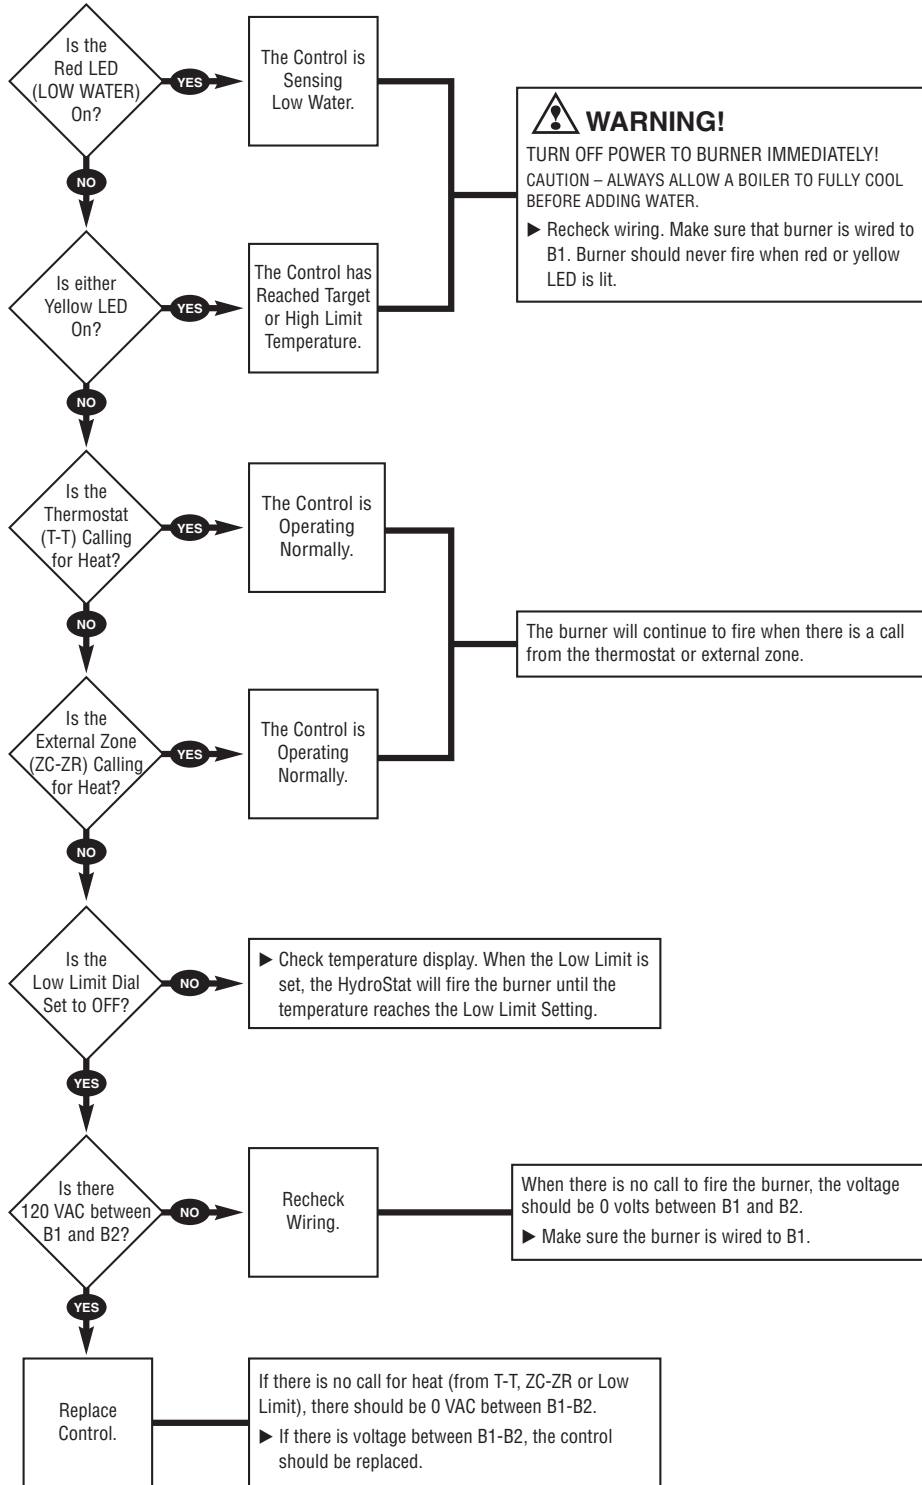 Is the
Red LED
(LOW WATER)
On?
YES
The Control is
Sensing
Low Water.
WARNING!
TURN OFF POWER TO BURNER IMMEDIATELY!
CAUTION – ALWAYS ALLOW A BOILER TO FULLY COOL
BEFORE ADDING WATER.
▶ Recheck wiring. Make sure that burner is wired to
B1. Burner should never fire when red or yellow
LED is lit.
NO
Is either
Yellow LED
On?
YES
The Control has
Reached Target
or High Limit
Temperature.
NO
Is the
Thermostat
(T-T) Calling
for Heat?
YES
The Control is
Operating
Normally.
The burner will continue to fire when there is a call
from the thermostat or external zone.
NO
Is the
External Zone
(ZC-ZR) Calling
for Heat?
YES
The Control is
Operating
Normally.
NO
Is the
Low Limit Dial
Set to OFF?
NO
▶ Check temperature display. When the Low Limit is
set, the HydroStat will fire the burner until the
temperature reaches the Low Limit Setting.
YES
Is there
120 VAC between
B1 and B2?
NO
Recheck
Wiring.
When there is no call to fire the burner, the voltage
should be 0 volts between B1 and B2.
▶ Make sure the burner is wired to B1.
YES
Replace
Control.
If there is no call for heat (from T-T, ZC-ZR or Low
Limit), there should be 0 VAC between B1-B2.
▶ If there is voltage between B1-B2, the control
should be replaced.